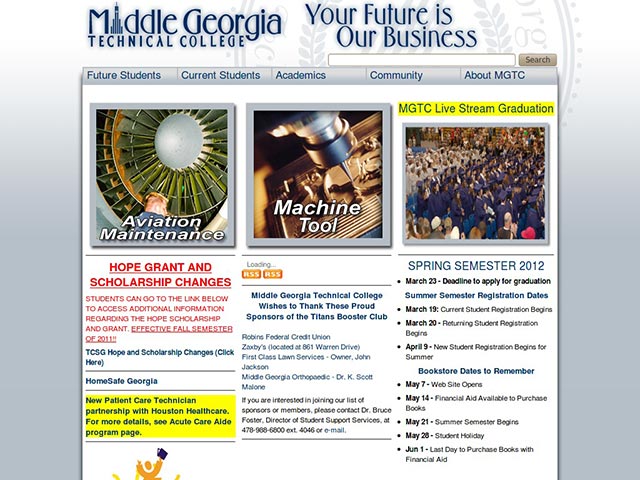 Middle Georgia
TECHNICAL COLLEGE
Your Future is
Our Business
Search
Future Students
Current Students
Academics
Community
About MGTC
Aviation
Maintenance
Machine
Tool
MGTC Live Stream Graduation
HOPE GRANT AND
SCHOLARSHIP CHANGES
STUDENTS CAN GO TO THE LINK BELOW
TO ACCESS ADDITIONAL INFORMATION
REGARDING THE HOPE SCHOLARSHIP
AND GRANT. EFFECTIVE FALL SEMESTER
OF 2011!!
TCSG Hope and Scholarship Changes (Click
Here)
HomeSafe Georgia
New Patient Care Technician
partnership with Houston Healthcare.
For more details, see Acute Care Aide
program page.
Loading...
RSS RSS
Middle Georgia Technical College
Wishes to Thank These Proud
Sponsors of the Titans Booster Club
Robins Federal Credit Union
Zaxby's (located at 861 Warren Drive)
First Class Lawn Services - Owner, John
Jackson
Middle Georgia Orthopaedic - Dr. K. Scott
Malone
If you are interested in joining our list of
sponsors or members, please contact Dr. Bruce
Foster, Director of Student Support Services, at
478-988-6800 ext. 4046 or e-mail.
SPRING SEMESTER 2012
March 23 - Deadline to apply for graduation
Summer Semester Registration Dates
March 19: Current Student Registration Begins
March 20 - Returning Student Registration
Begins
April 9 - New Student Registration Begins for
Summer
Bookstore Dates to Remember
May 7 - Web Site Opens
May 14 - Financial Aid Available to Purchase
Books
May 21 - Summer Semester Begins
May 28 - Student Holiday
Jun 1 - Last Day to Purchase Books with
Financial Aid